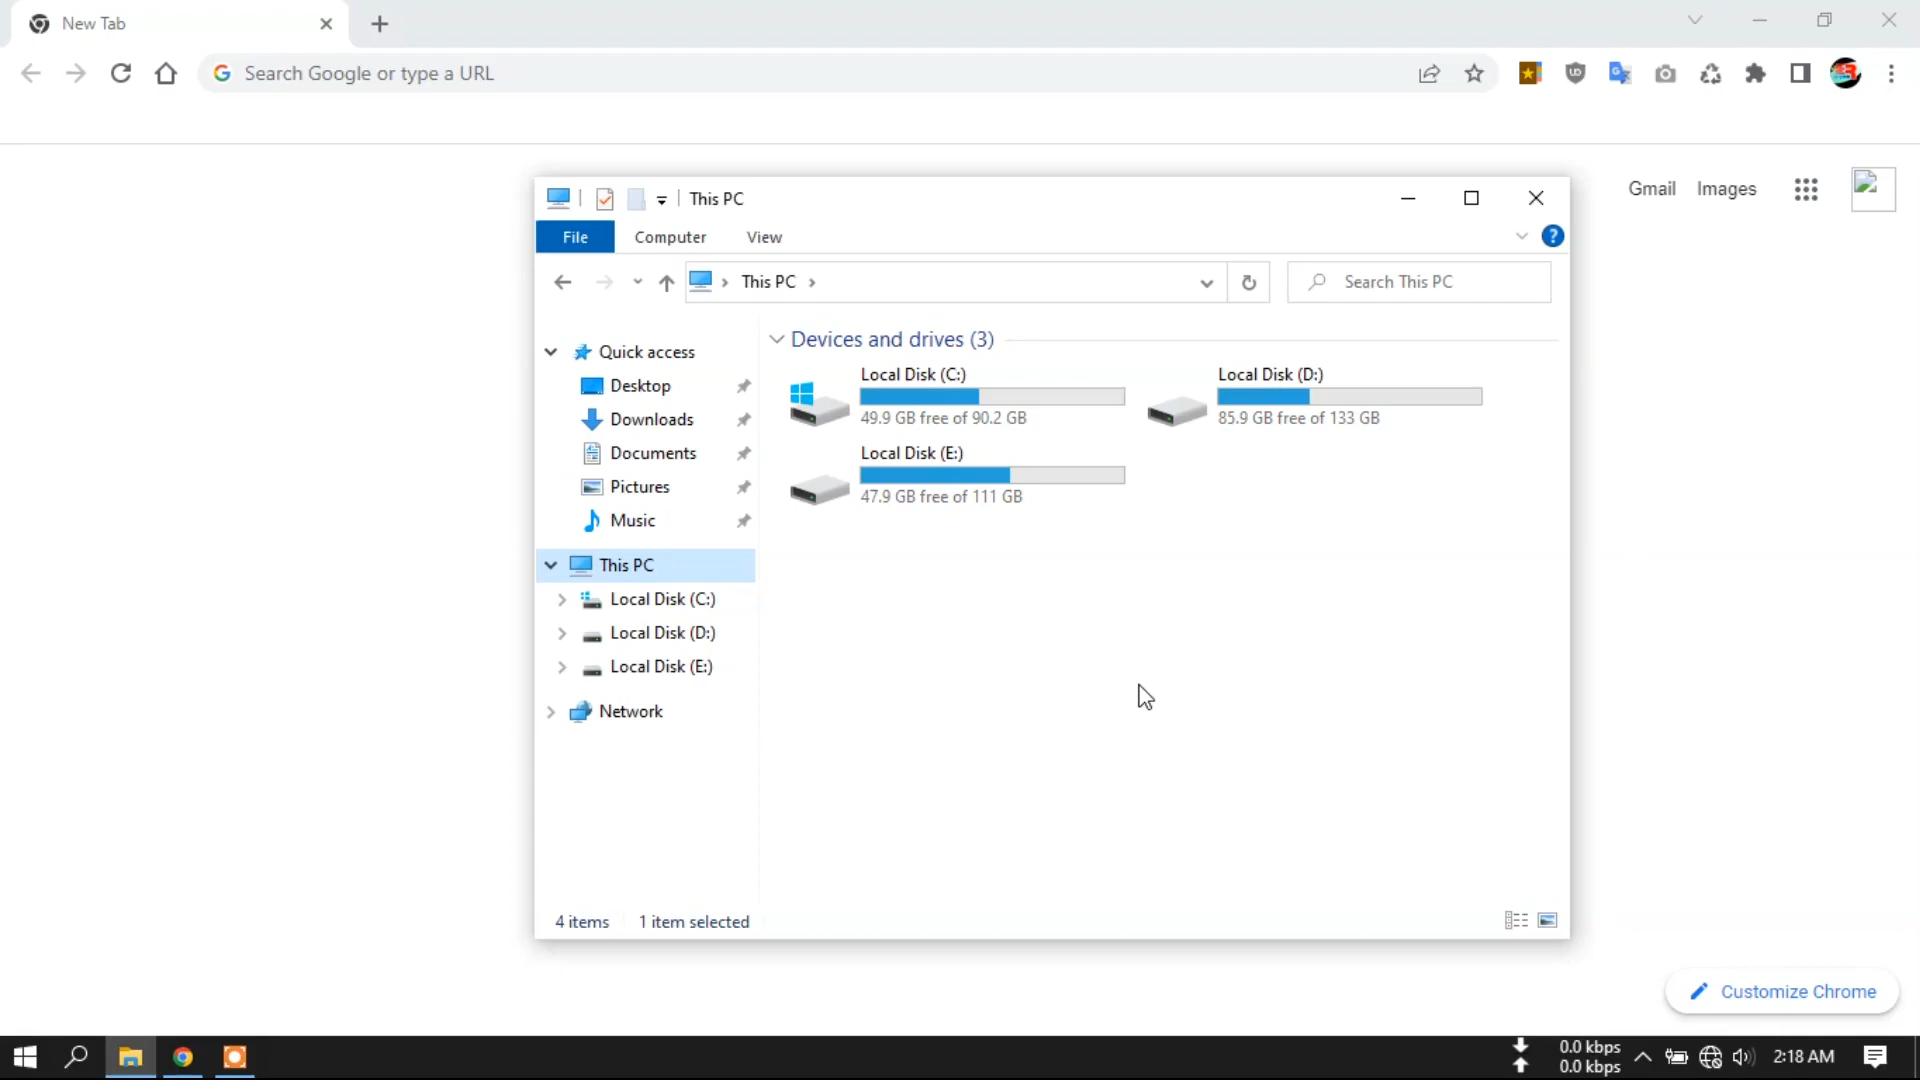 New Tab
Search Google or type a URL
Gmail Images
This PC
File Computer View
This PC
Search This PC
Quick access
Desktop
Downloads
Documents
Pictures
Music
This PC
Local Disk (C:)
Local Disk (D:)
Local Disk (E:)
Network
Devices and drives (3)
Local Disk (C:)
49.9 GB free of 90.2 GB
Local Disk (D:)
85.9 GB free of 133 GB
Local Disk (E:)
47.9 GB free of 111 GB
4 items 1 item selected
Customize Chrome
0.0 kbps
0.0 kbps
2:18 AM